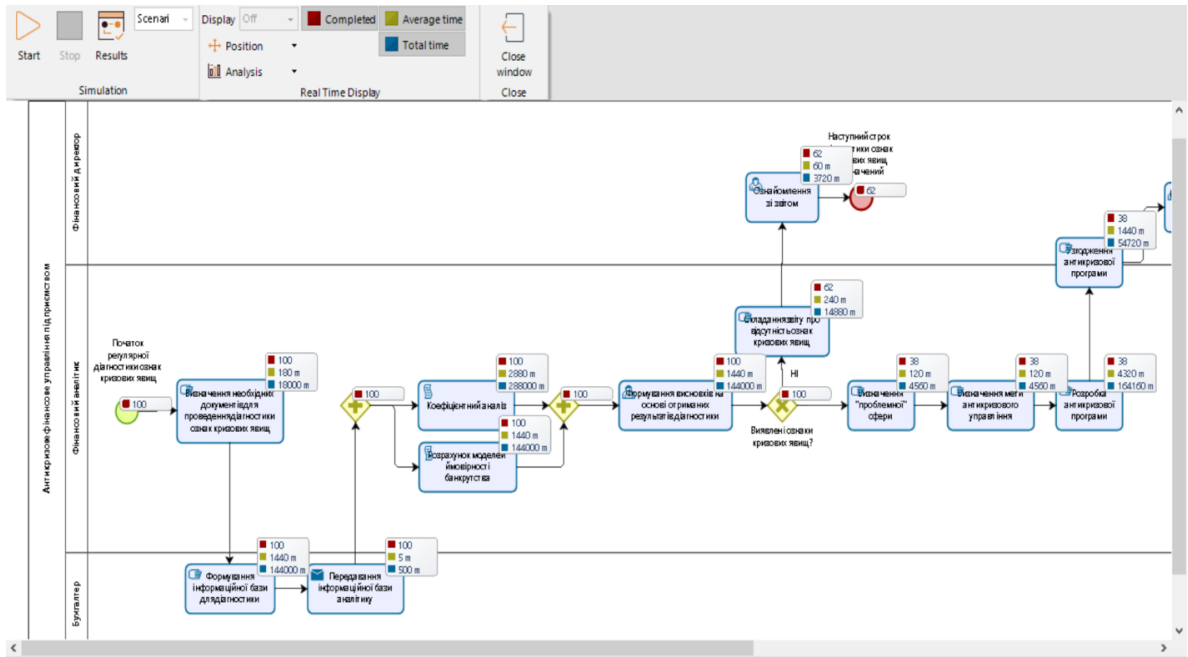 Start
Stop
Results
Scenari
Simulation
Display
Off
Position
Analysis
Completed
Average time
Total time
Real Time Display
Close
window
Close
Антикризове фінансове управління підприємством
Фінансовий директор
Фінансовий аналітик
Бухгалтер
Наступний строк
ознак
явищ
62
60 m
3720 m
Ознайомлення
зі звітом
62
38
1440 m
54720 m
антикризової
програми
62
240 m
14880 m
Складання звіту про
відсутність ознак
кризових явищ
Початок
регулярної
діагностики ознак
кризових явищ
100
100
180 m
18000 m
Визначення необхідних
документів для
проведення діагностики
ознак кризових явищ
100
100
2880 m
288000 m
Коефіцієнтний аналіз
100
1440 m
144000 m
Розрахунок моделей
ймовірності
банкрутства
100
100
1440 m
144000 m
Формування висновків на
основі отриманих
результатів діагностики
НІ
100
Виявлені ознаки
кризових явищ?
38
120 m
4560 m
Визначення
"проблемної"
сфери
38
120 m
4560 m
Визначення мети
антикризового
управління
38
4320 m
164160 m
Розробка
антикризової
програми
100
1440 m
144000 m
Формування
інформаційної бази
для діагностики
100
5 m
500 m
Передавання
інформаційної бази
аналітику